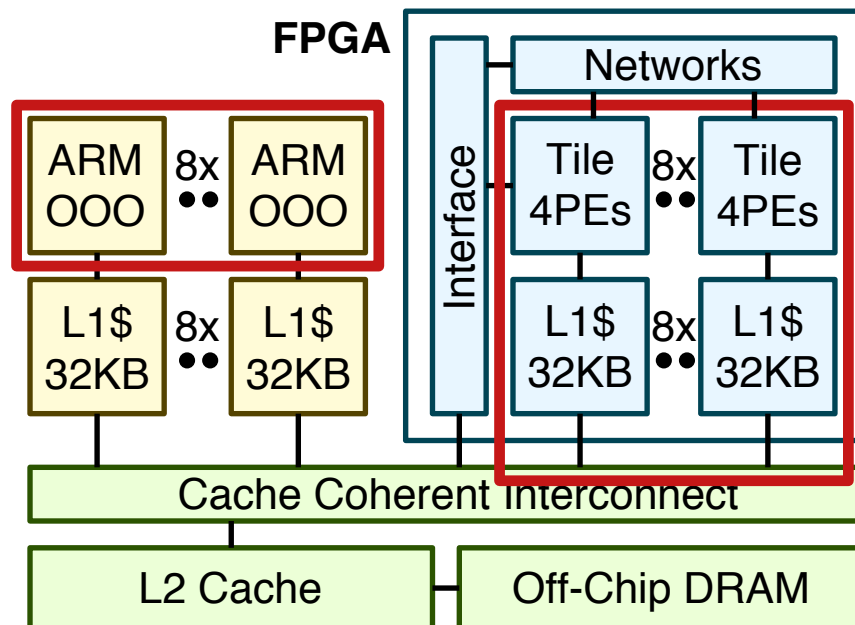 FPGA
Networks
Interface
ARM
OOO
8x
ARM
OOO
Tile
4PEs
8x
Tile
4PEs
L1$
32KB
8x
L1$
32KB
L1$
32KB
8x
L1$
32KB
Cache Coherent Interconnect
L2 Cache
Off-Chip DRAM